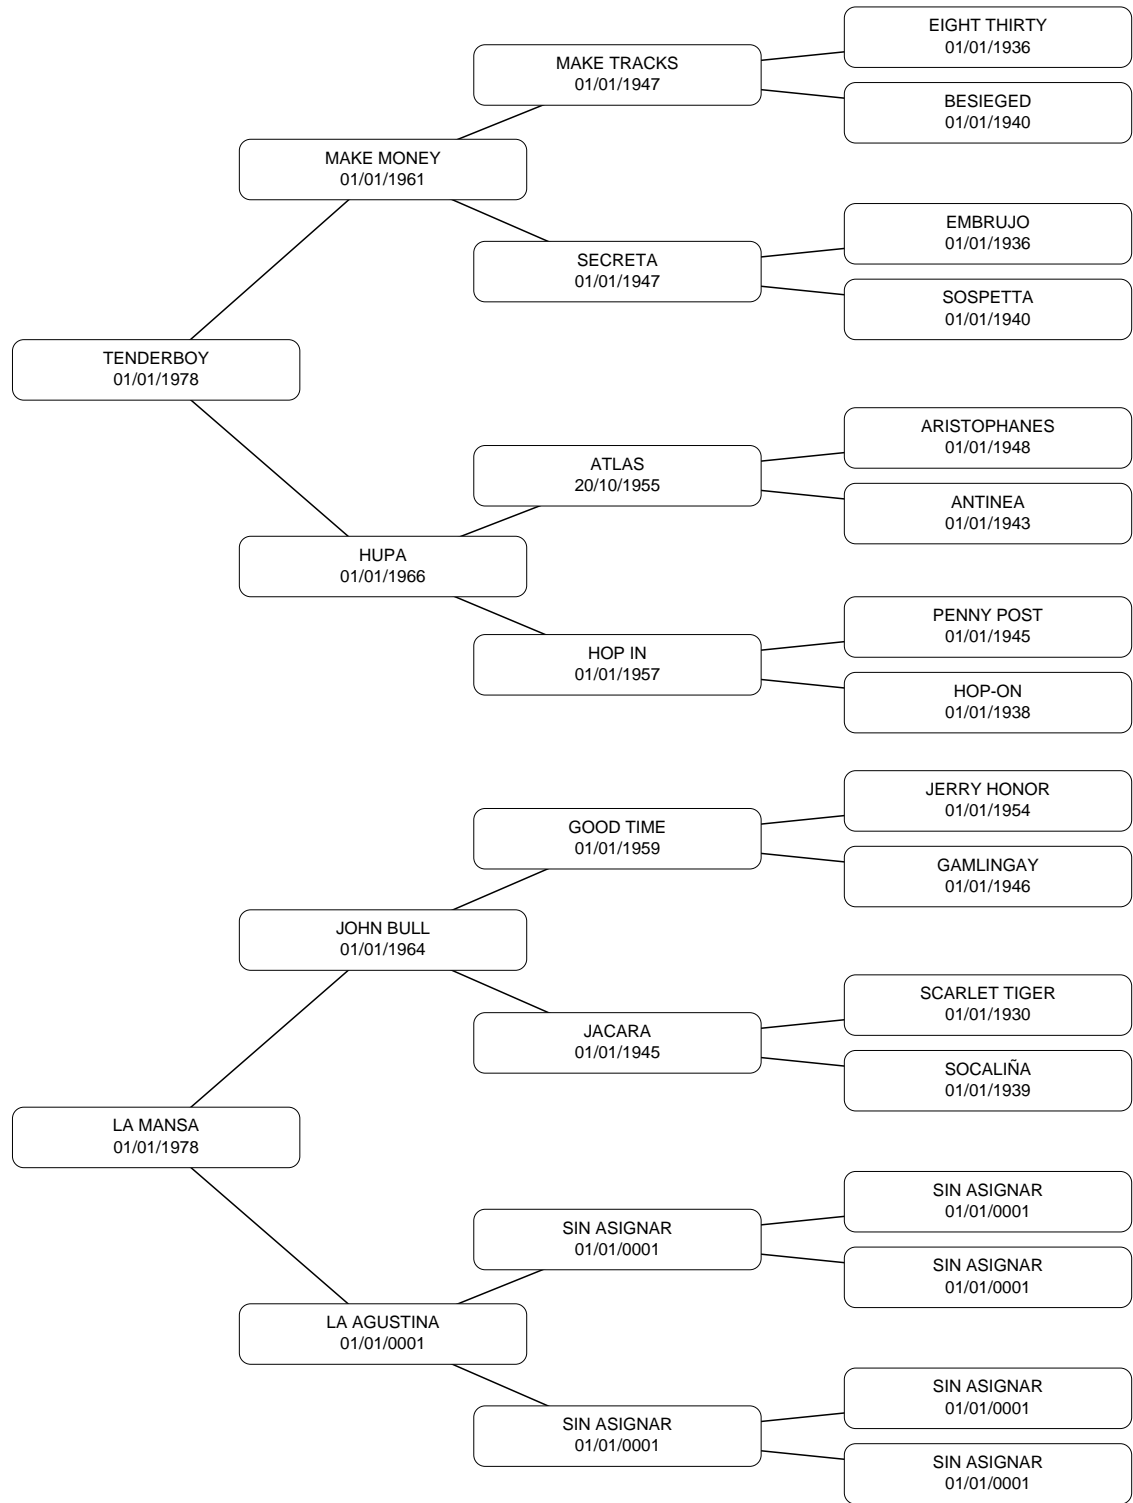 EIGHT THIRTY
01/01/1936
MAKE TRACKS
01/01/1947
BESIEGED
01/01/1940
MAKE MONEY
01/01/1961
EMBRUJO
01/01/1936
SECRETA
01/01/1947
SOSPETTA
01/01/1940
TENDERBOY
01/01/1978
ARISTOPHANES
01/01/1948
ATLAS
20/10/1955
ANTINEA
01/01/1943
HUPA
01/01/1966
PENNY POST
01/01/1945
HOP IN
01/01/1957
HOP-ON
01/01/1938
JERRY HONOR
01/01/1954
GOOD TIME
01/01/1959
GAMLINGAY
01/01/1946
JOHN BULL
01/01/1964
SCARLET TIGER
01/01/1930
JACARA
01/01/1945
SOCALIÑA
01/01/1939
LA MANSA
01/01/1978
SIN ASIGNAR
01/01/0001
SIN ASIGNAR
01/01/0001
SIN ASIGNAR
01/01/0001
LA AGUSTINA
01/01/0001
SIN ASIGNAR
01/01/0001
SIN ASIGNAR
01/01/0001
SIN ASIGNAR
01/01/0001